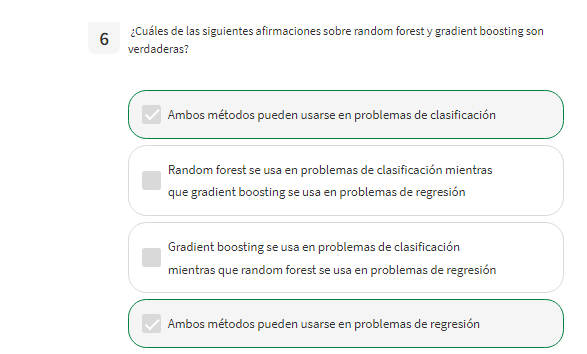 6
¿Cuáles de las siguientes afirmaciones sobre random forest y gradient boosting son
verdaderas?
Ambos métodos pueden usarse en problemas de clasificación
Random forest se usa en problemas de clasificación mientras
que gradient boosting se usa en problemas de regresión
Gradient boosting se usa en problemas de clasificación
mientras que random forest se usa en problemas de regresión
Ambos métodos pueden usarse en problemas de regresión